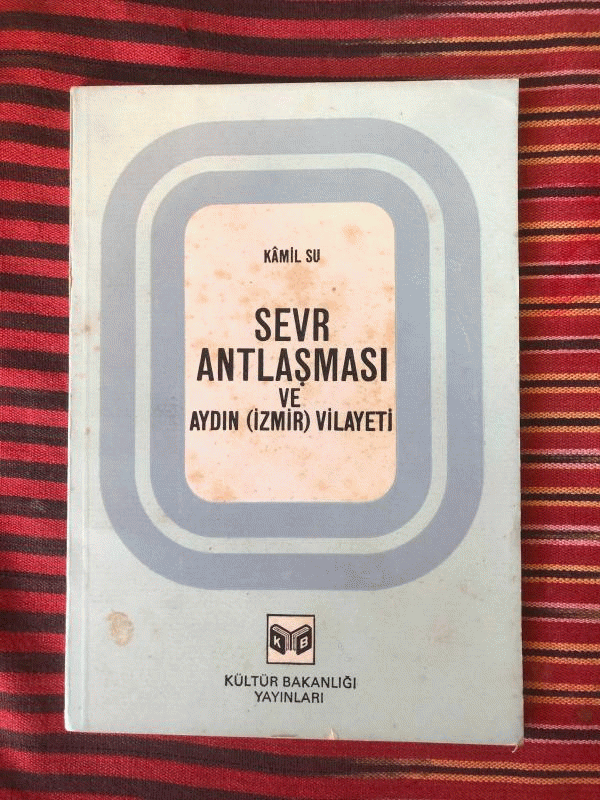 KÂMİL SU
SEVR
ANTLAŞMASI
VE
AYDIN (İZMİR) VİLAYETİ
K B
KÜLTÜR BAKANLIĞI
YAYINLARI